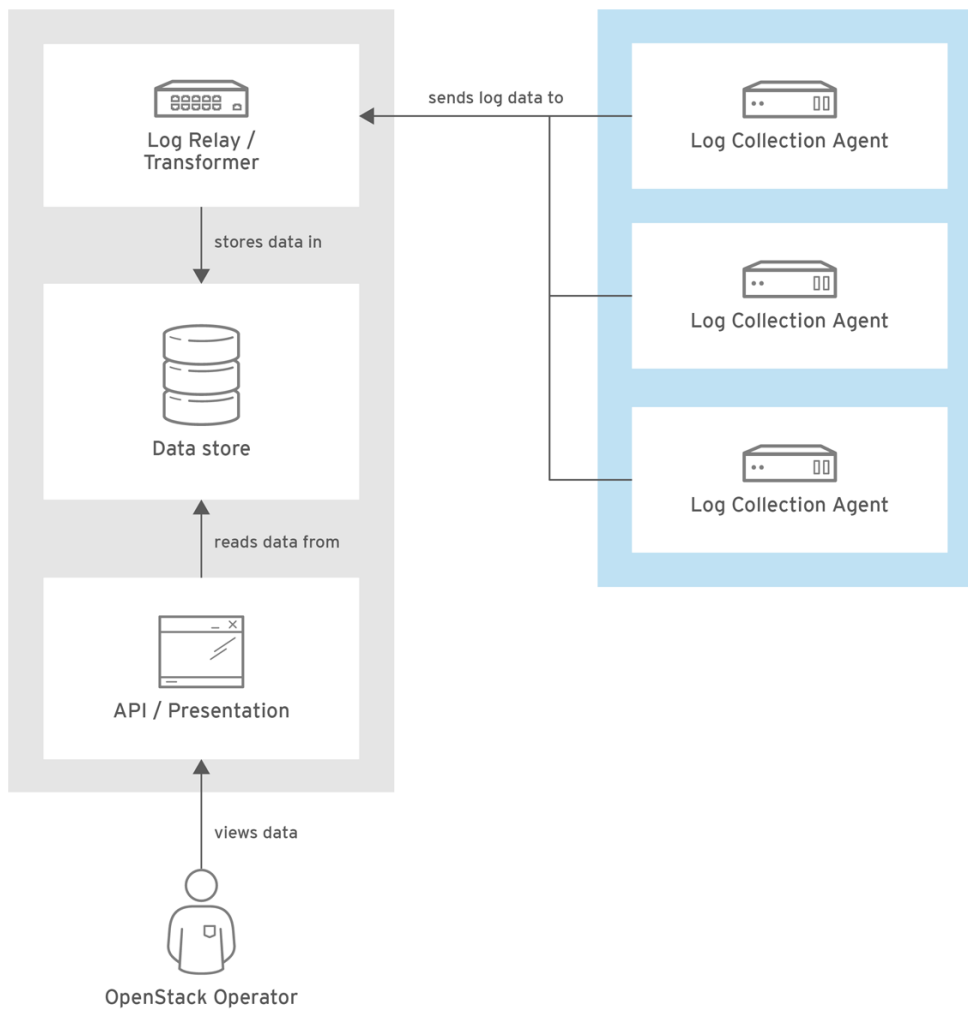 sends log data to
Log Relay /
Transformer
Log Collection Agent
stores data in
Log Collection Agent
Data store
Log Collection Agent
reads data from
API / Presentation
views data
OpenStack Operator